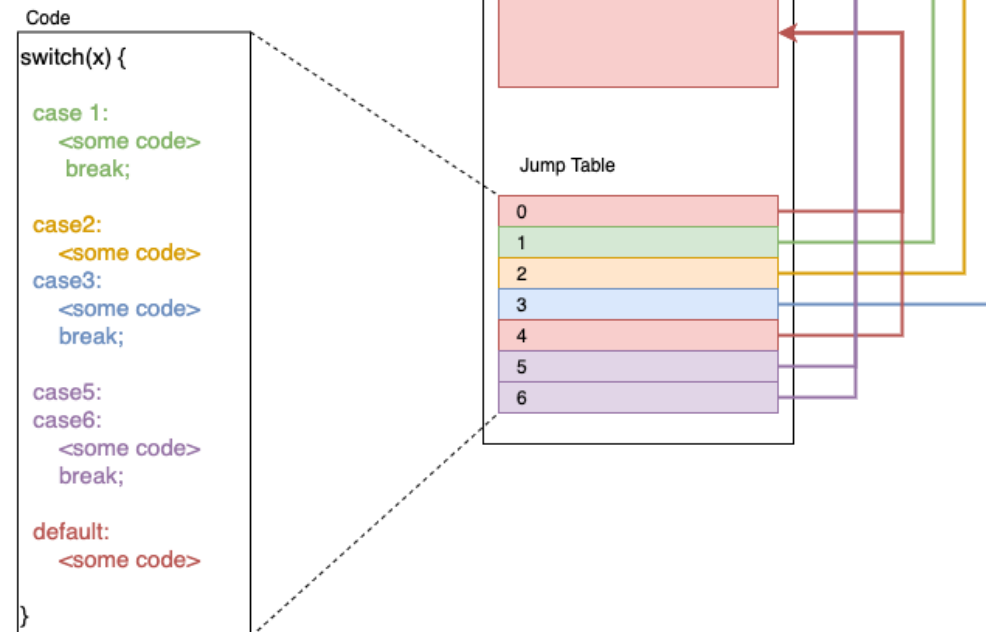 Code
switch(x) {
case 1:
<some code>
break;
case2:
<some code>
case3:
<some code>
break;
case5:
case6:
<some code>
break;
default:
<some code>
}
Jump Table
0
1
2
3
4
5
6